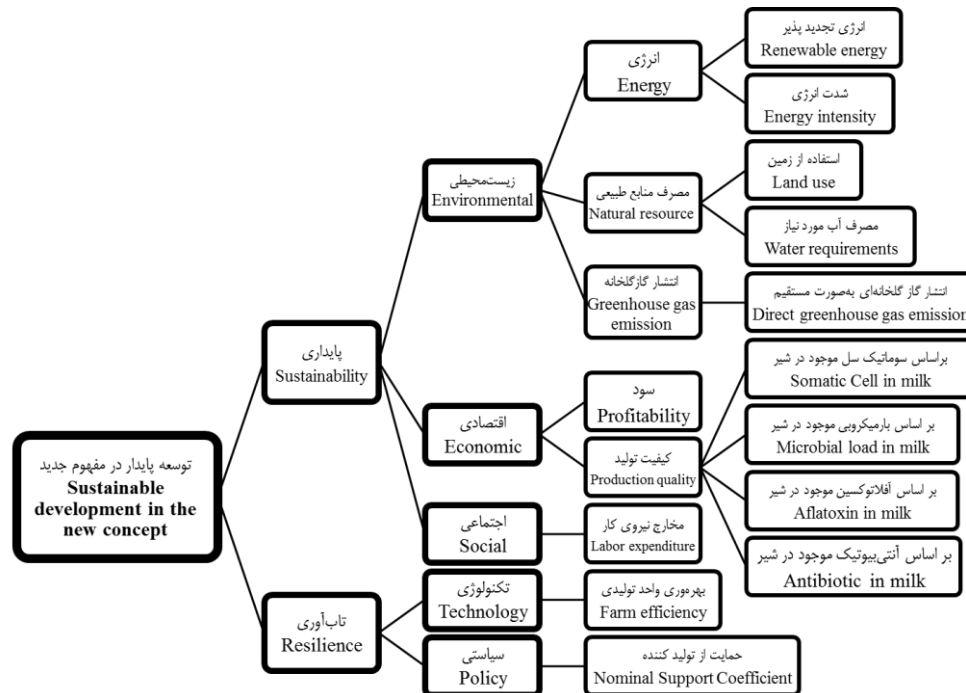 توسعه پایدار در مفهوم جدید
Sustainable
development in the
new concept
پایداری
Sustainability
زیست‌محیطی
Environmental
انرژی
Energy
انرژی تجدید پذیر
Renewable energy
شدت انرژی
Energy intensity
مصرف منابع طبیعی
Natural resource
استفاده از زمین
Land use
مصرف آب مورد نیاز
Water requirements
انتشار گازگلخانه
Greenhouse gas
emission
انتشار گاز گلخانه‌ای به‌صورت مستقیم
Direct greenhouse gas emission
اقتصادی
Economic
سود
Profitability
کیفیت تولید
Production quality
براساس سوماتیک سل موجود در شیر
Somatic Cell in milk
بر اساس بارمیکروبی موجود در شیر
Microbial load in milk
بر اساس آفلاتوکسین موجود در شیر
Aflatoxin in milk
بر اساس آنتی‌بیوتیک موجود در شیر
Antibiotic in milk
اجتماعی
Social
مخارج نیروی کار
Labor expenditure
تاب‌آوری
Resilience
تکنولوژی
Technology
بهره‌وری واحد تولیدی
Farm efficiency
سیاستی
Policy
حمایت از تولید کننده
Nominal Support Coefficient